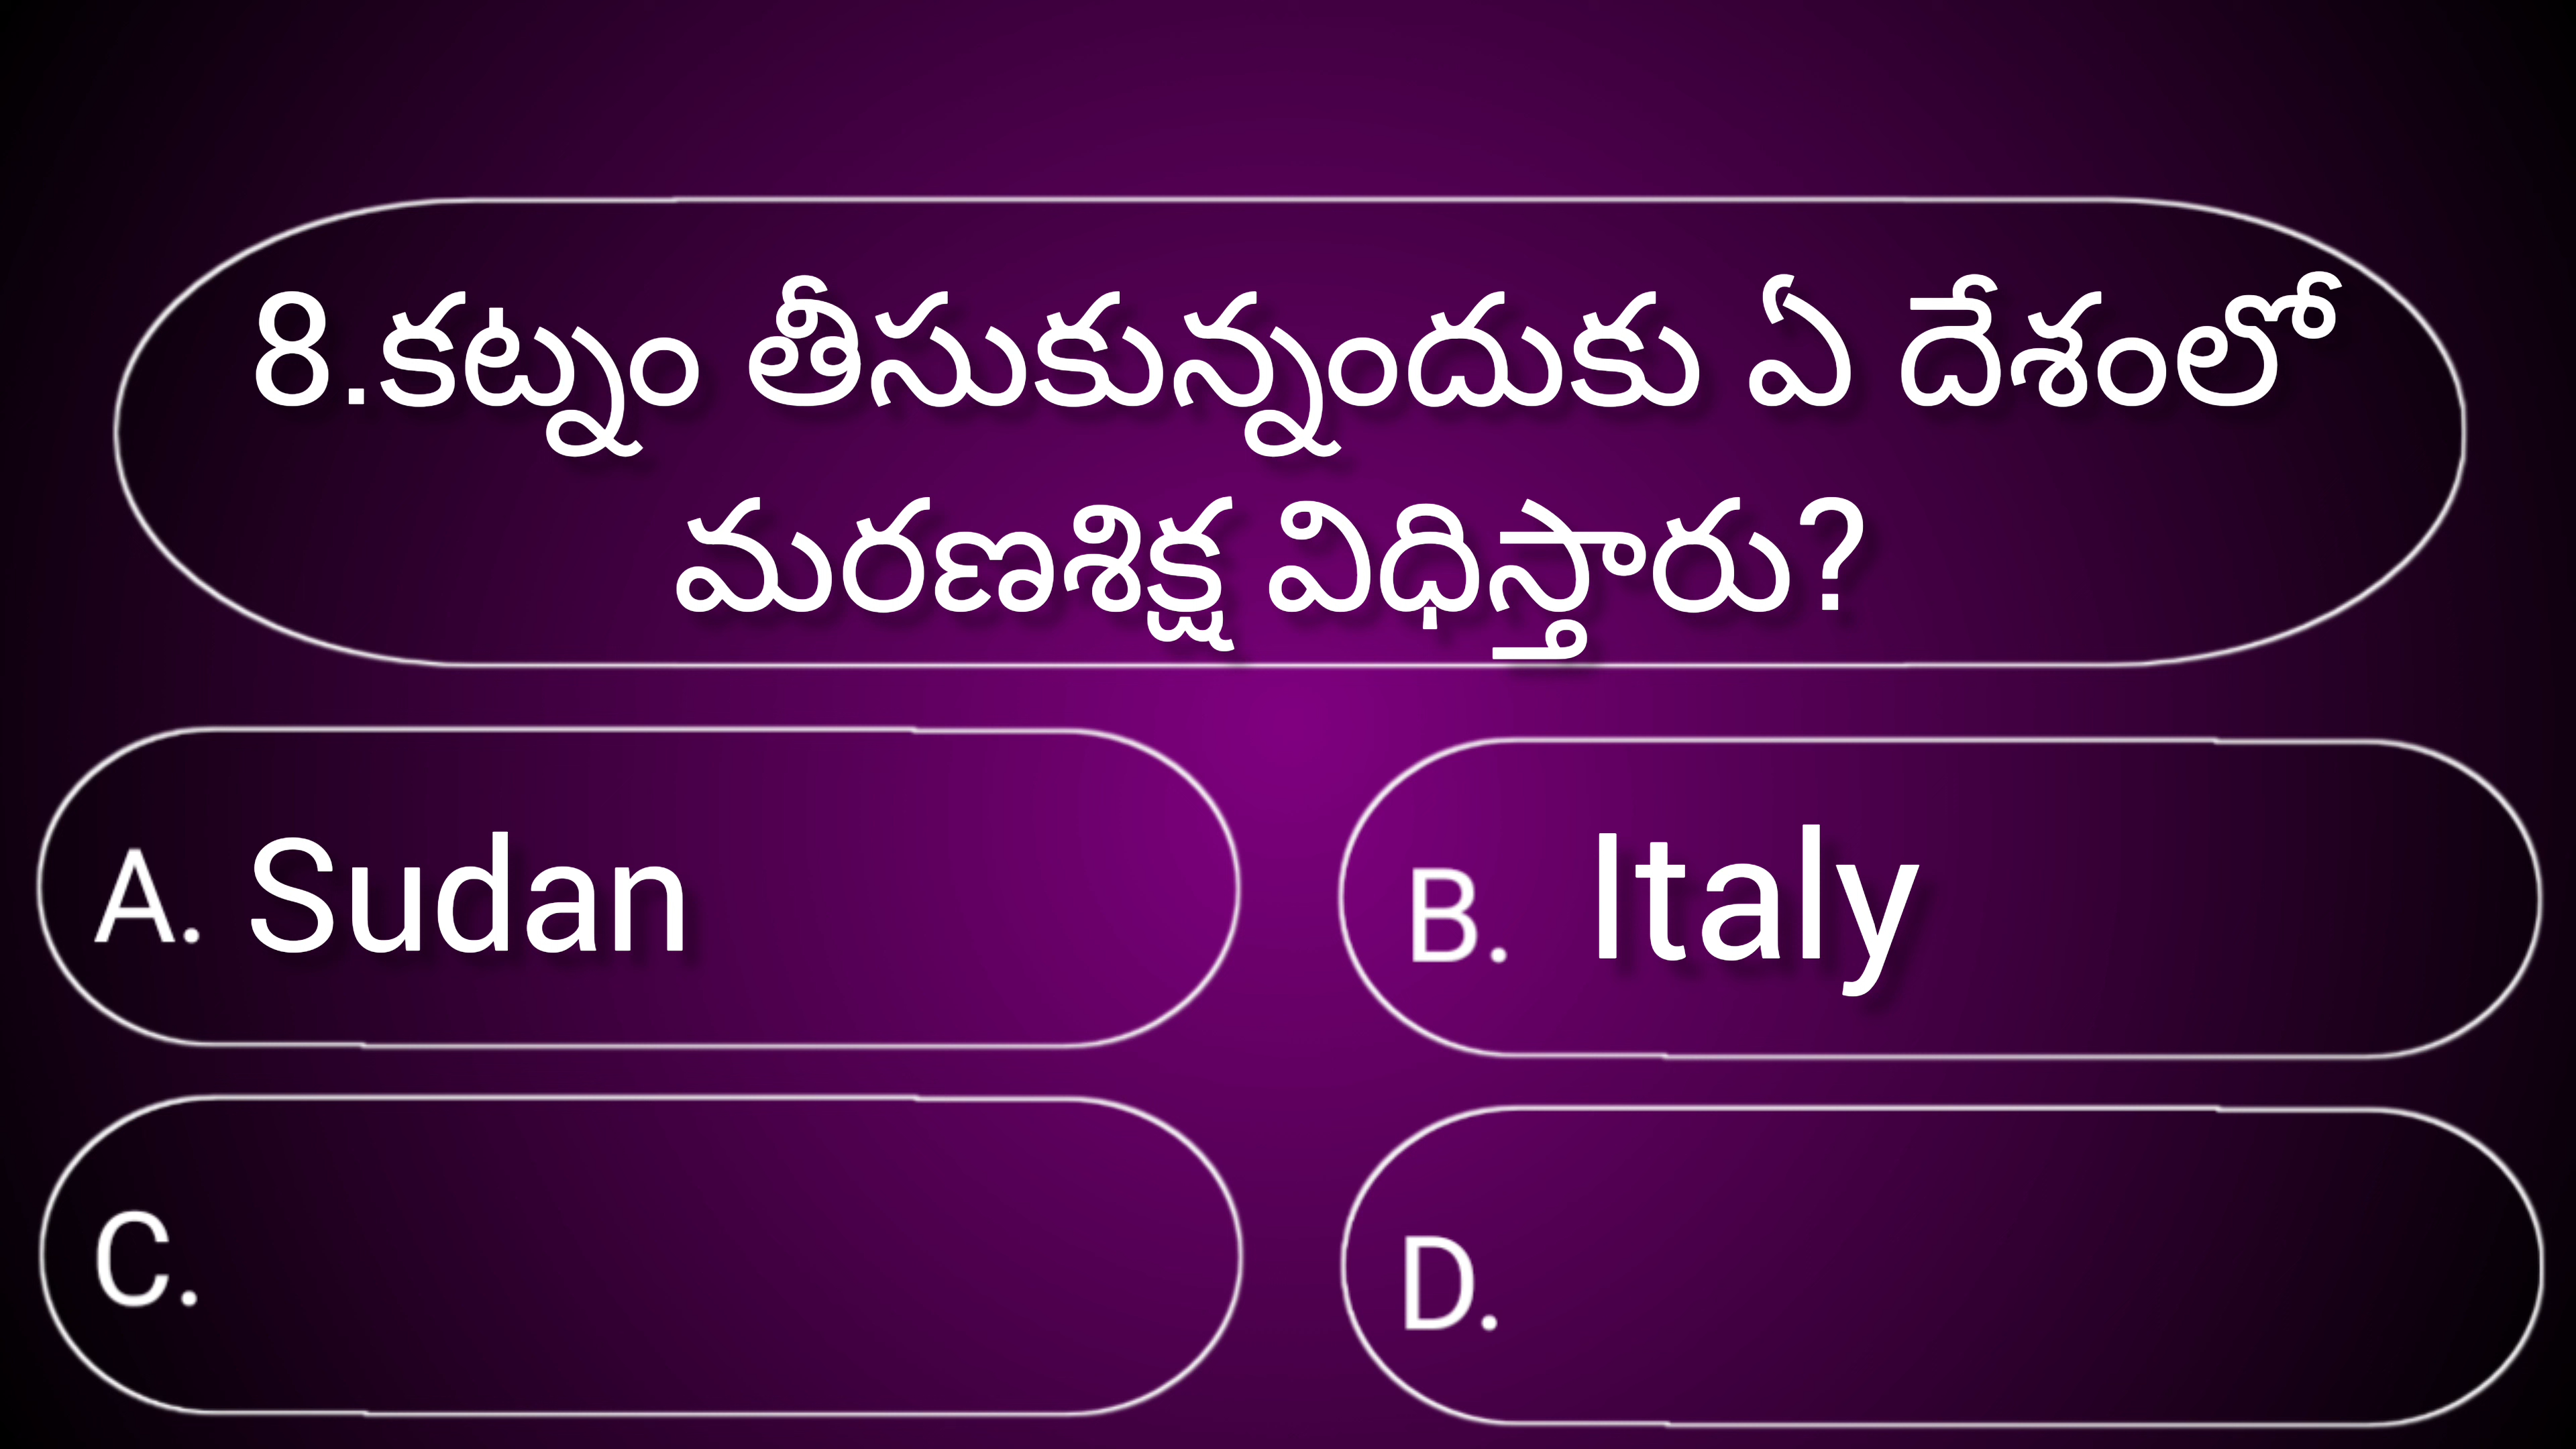 8.కట్నం తీసుకున్నందుకు ఏ దేశంలో
మరణశిక్ష విధిస్తారు?
A. Sudan
B. Italy
C.
D.